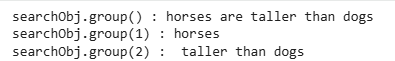 searchObj.group() : horses are taller than dogs
searchObj.group(1) : horses
searchObj.group(2) :  taller than dogs